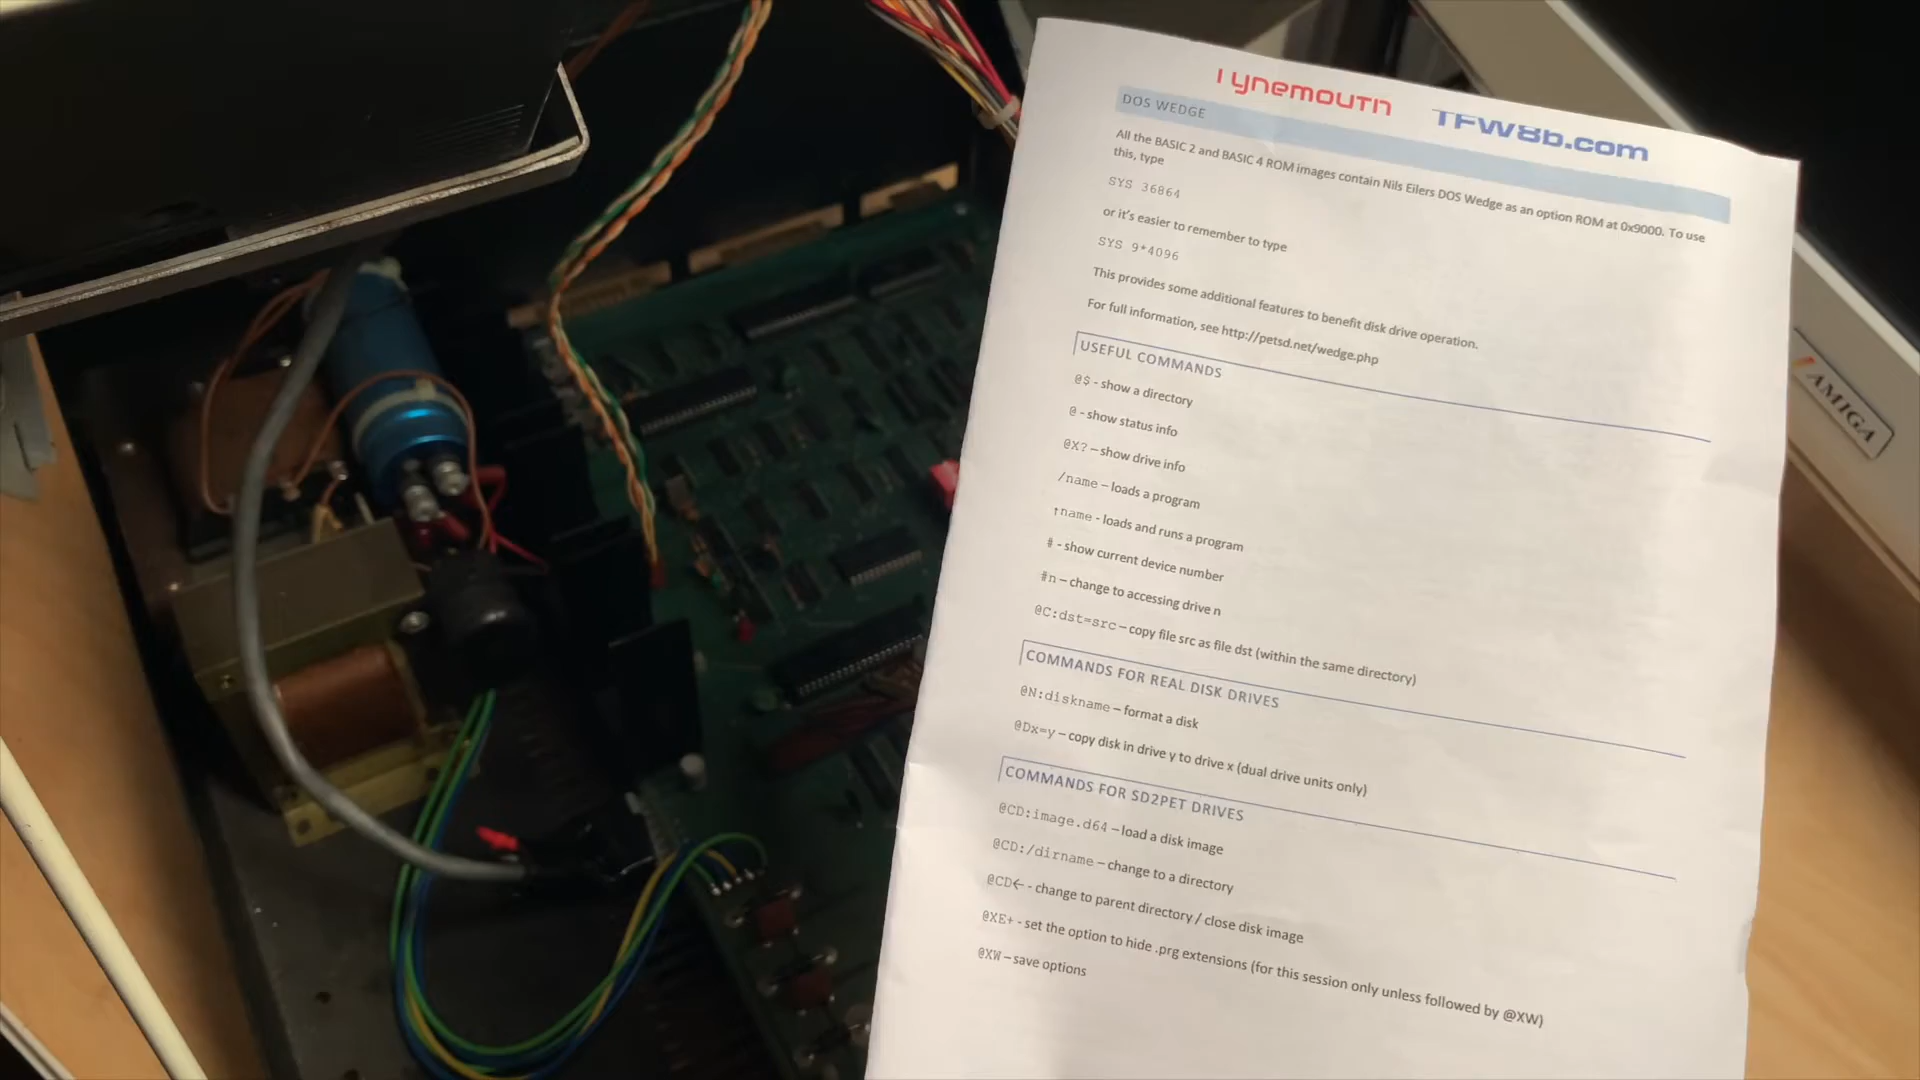 Tynemouth TFW8b.com
DOS WEDGE
All the BASIC 2 and BASIC 4 ROM images contain Nils Eilers DOS Wedge as an option ROM at 0x9000. To use
this, type
SYS 36864
or it's easier to remember to type
SYS 9*4096
This provides some additional features to benefit disk drive operation.
For full information, see http://petsd.net/wedge.php
USEFUL COMMANDS
@$ - show a directory
@ - show status info
@X? – show drive info
/name – loads a program
↑name - loads and runs a program
# - show current device number
#n – change to accessing drive n
@C:dst=src – copy file src as file dst (within the same directory)
COMMANDS FOR REAL DISK DRIVES
@N:diskname – format a disk
@Dx=y – copy disk in drive y to drive x (dual drive units only)
COMMANDS FOR SD2PET DRIVES
@CD:image.d64 – load a disk image
@CD:/dirname – change to a directory
@CD← - change to parent directory / close disk image
@XE+ - set the option to hide .prg extensions (for this session only unless followed by @XW)
@XW – save options
AMIGA